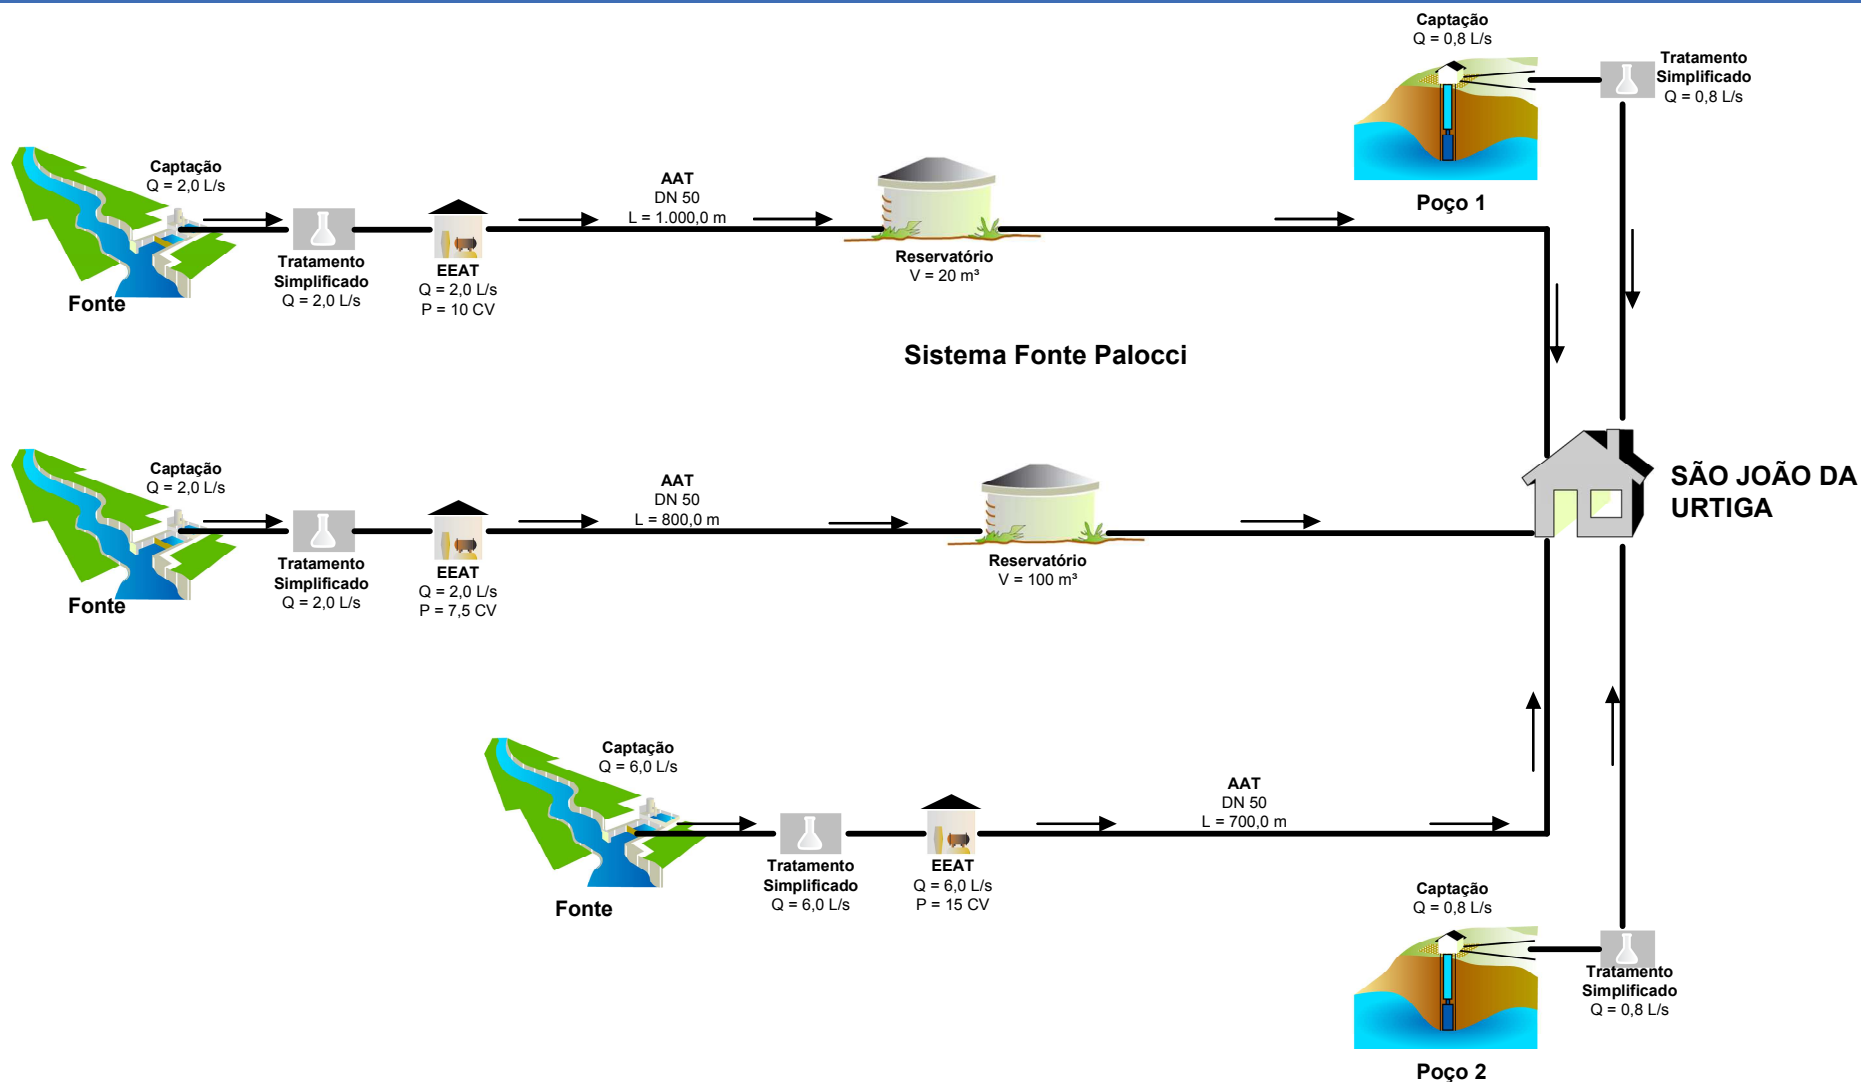 Captação
Q = 0,8 L/s
Tratamento
Simplificado
Q = 0,8 L/s
Poço 1
Captação
Q = 2,0 L/s
Fonte
Tratamento
Simplificado
Q = 2,0 L/s
EEAT
Q = 2,0 L/s
P = 10 CV
AAT
DN 50
L = 1.000,0 m
Reservatório
V = 20 m³
Sistema Fonte Palocci
Captação
Q = 2,0 L/s
Fonte
Tratamento
Simplificado
Q = 2,0 L/s
EEAT
Q = 2,0 L/s
P = 7,5 CV
AAT
DN 50
L = 800,0 m
Reservatório
V = 100 m³
SÃO JOÃO DA
URTIGA
Captação
Q = 6,0 L/s
Fonte
Tratamento
Simplificado
Q = 6,0 L/s
EEAT
Q = 6,0 L/s
P = 15 CV
AAT
DN 50
L = 700,0 m
Captação
Q = 0,8 L/s
Tratamento
Simplificado
Q = 0,8 L/s
Poço 2